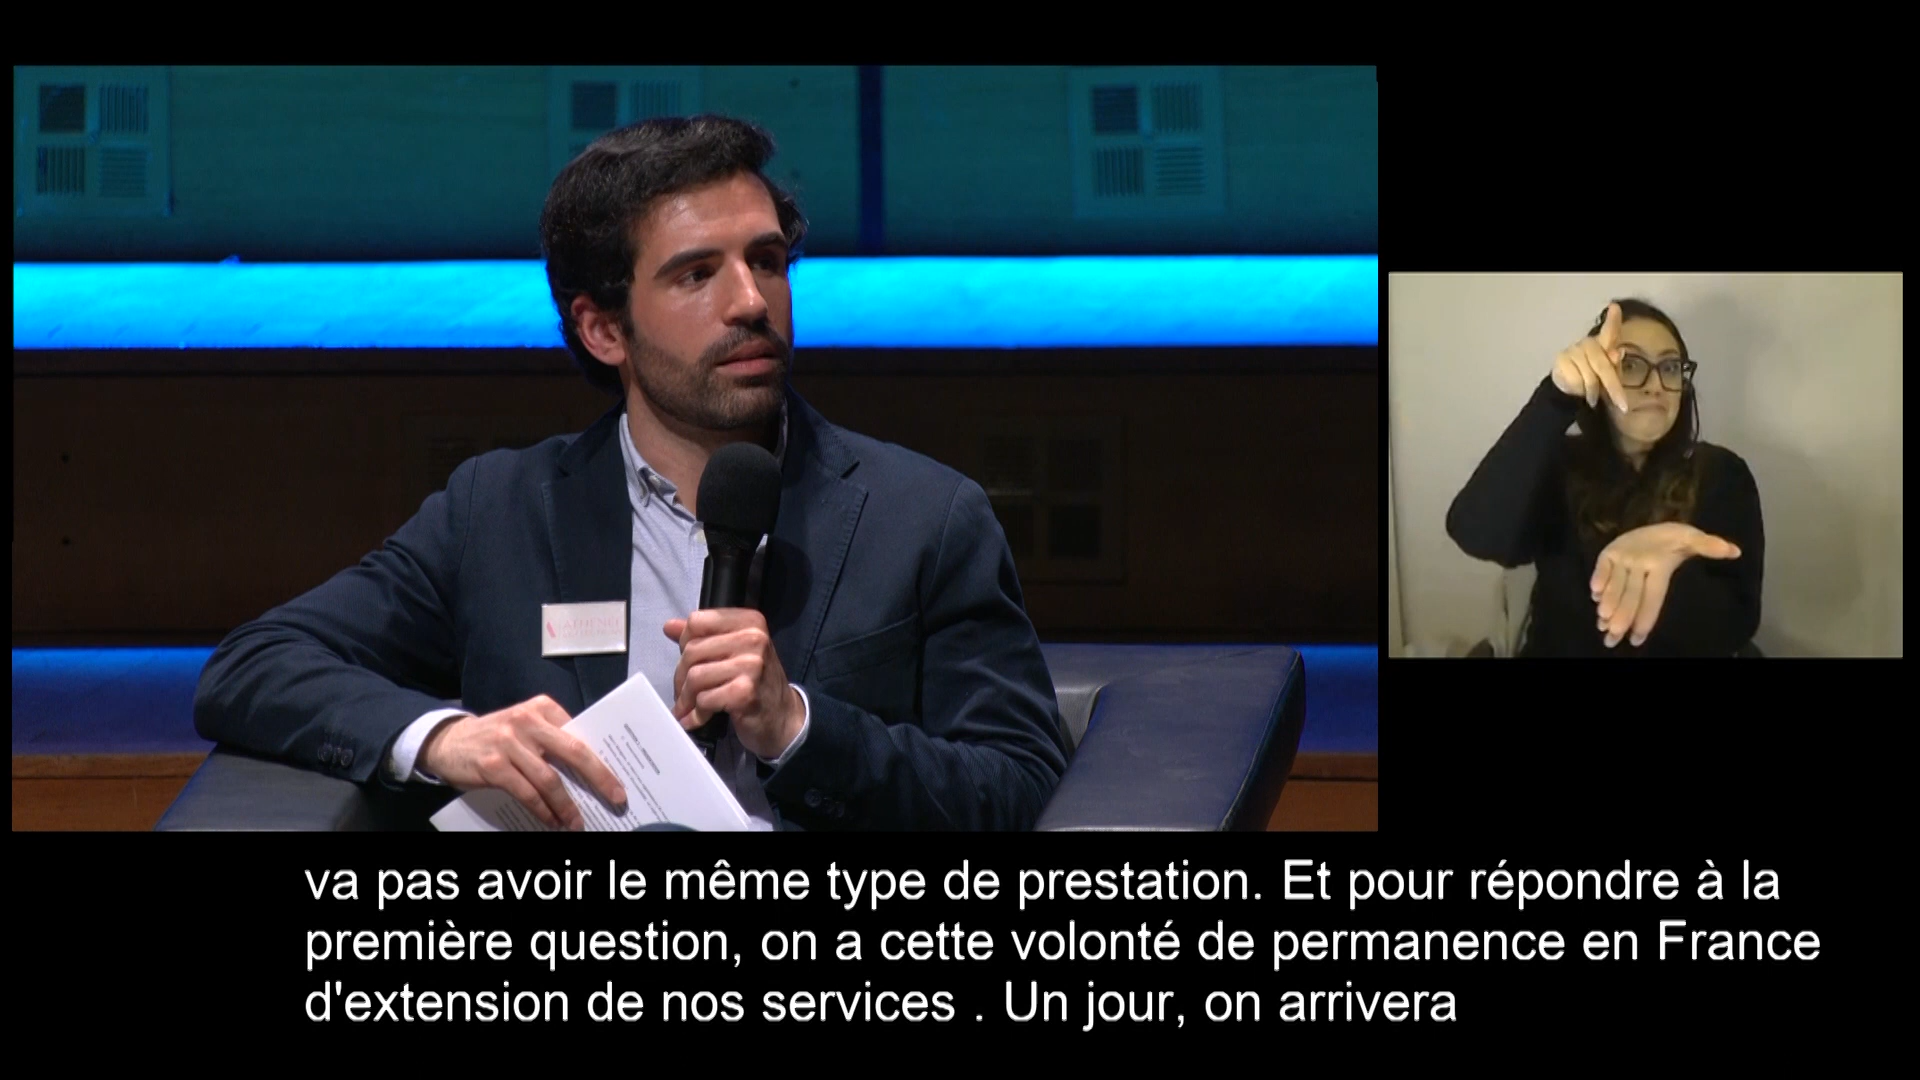 va pas avoir le même type de prestation. Et pour répondre à la
première question, on a cette volonté de permanence en France
d'extension de nos services . Un jour, on arrivera